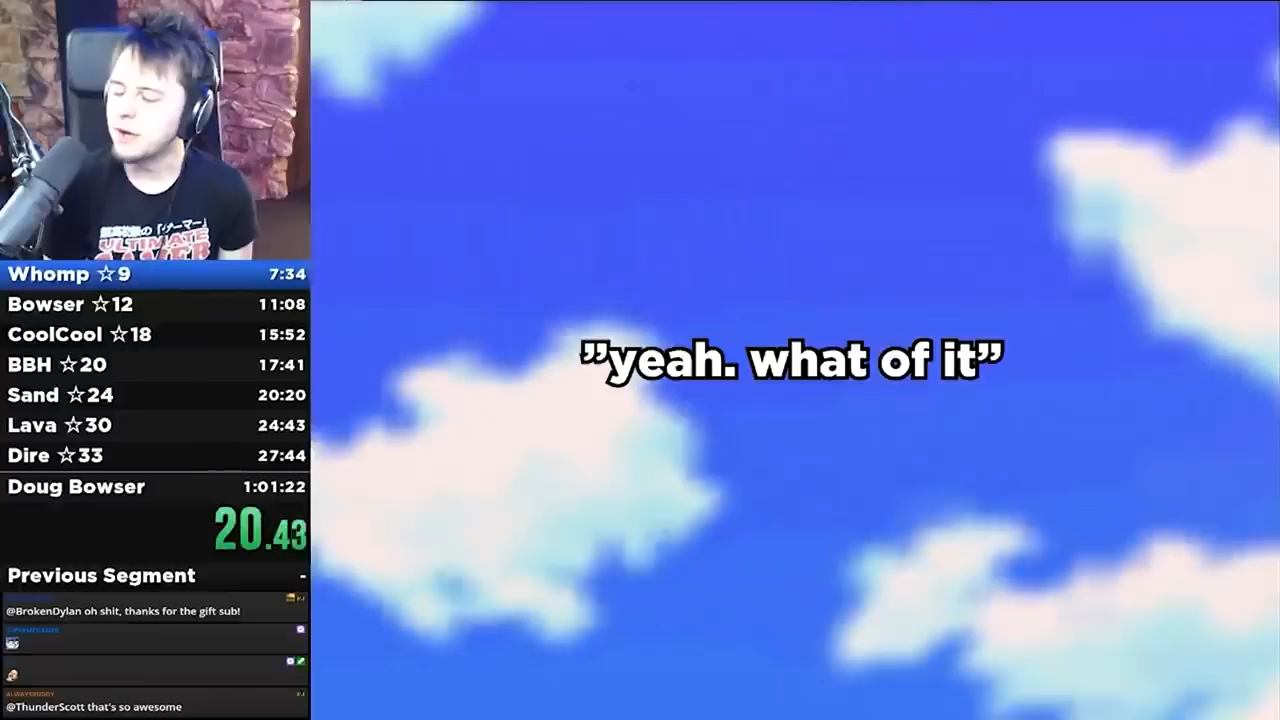 ULTIMATE
GAMER
Whomp ☆9 7:34
Bowser ☆12 11:08
CoolCool ☆18 15:52
BBH ☆20 17:41
Sand ☆24 20:20
Lava ☆30 24:43
Dire ☆33 27:44
Doug Bowser 1:01:22
20.43
Previous Segment -
@BrokenDylan oh shit, thanks for the gift sub!
@ThunderScott that's so awesome
”yeah. what of it”